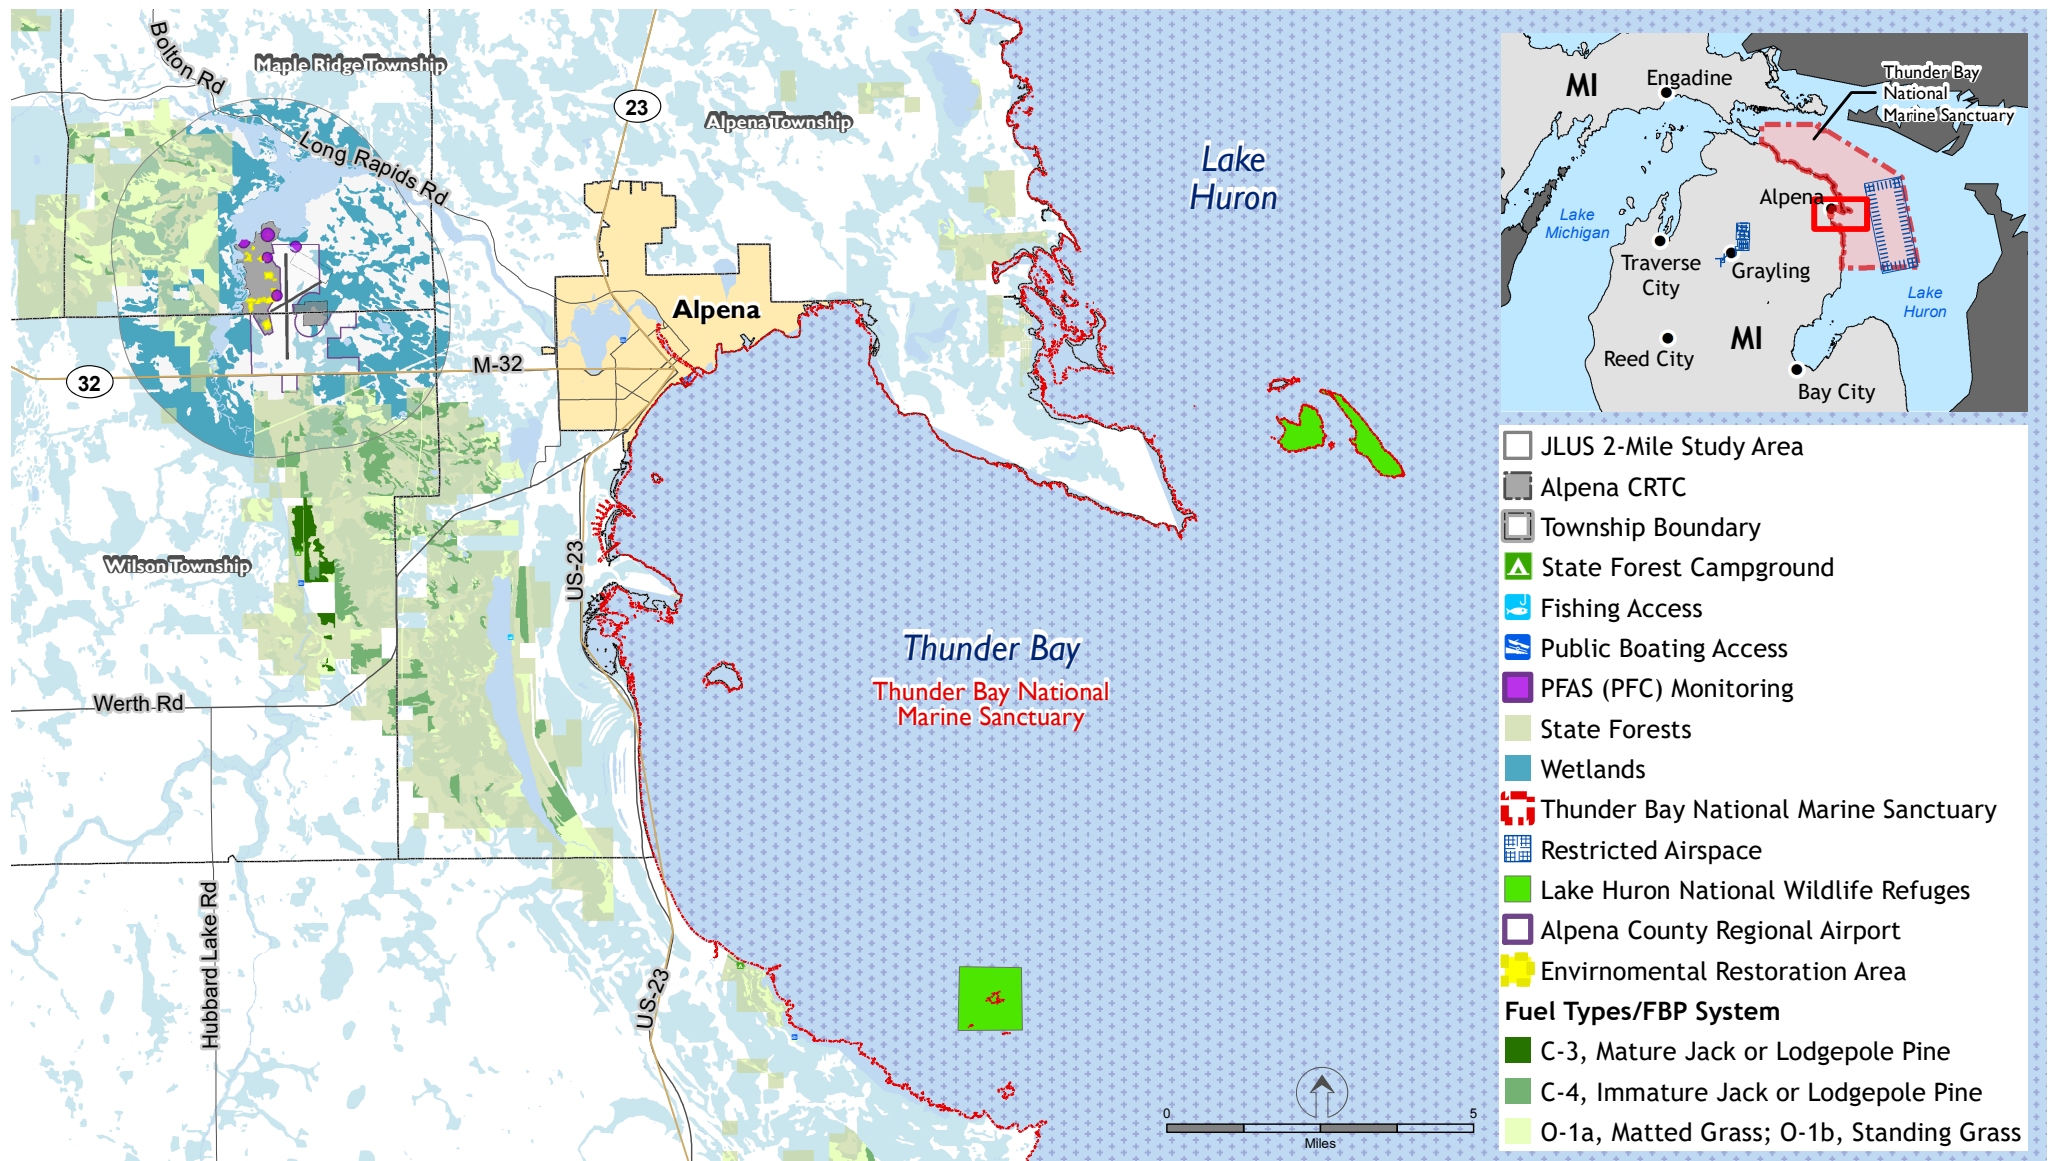 Bolton Rd
Maple Ridge Township
23
Alpena Township
Long Rapids Rd
Lake
Huron
Alpena
M-32
32
Wilson Township
US-23
Thunder Bay
Thunder Bay National
Marine Sanctuary
Werth Rd
Hubbard Lake Rd
US-23
0
5
Miles
MI
Engadine
Thunder Bay
National
Marine Sanctuary
Alpena
Lake
Michigan
Traverse
City
Grayling
Lake
Huron
Reed City
MI
Bay City
JLUS 2-Mile Study Area
Alpena CRTC
Township Boundary
State Forest Campground
Fishing Access
Public Boating Access
PFAS (PFC) Monitoring
State Forests
Wetlands
Thunder Bay National Marine Sanctuary
Restricted Airspace
Lake Huron National Wildlife Refuges
Alpena County Regional Airport
Envirnomental Restoration Area
Fuel Types/FBP System
C-3, Mature Jack or Lodgepole Pine
C-4, Immature Jack or Lodgepole Pine
O-1a, Matted Grass; O-1b, Standing Grass